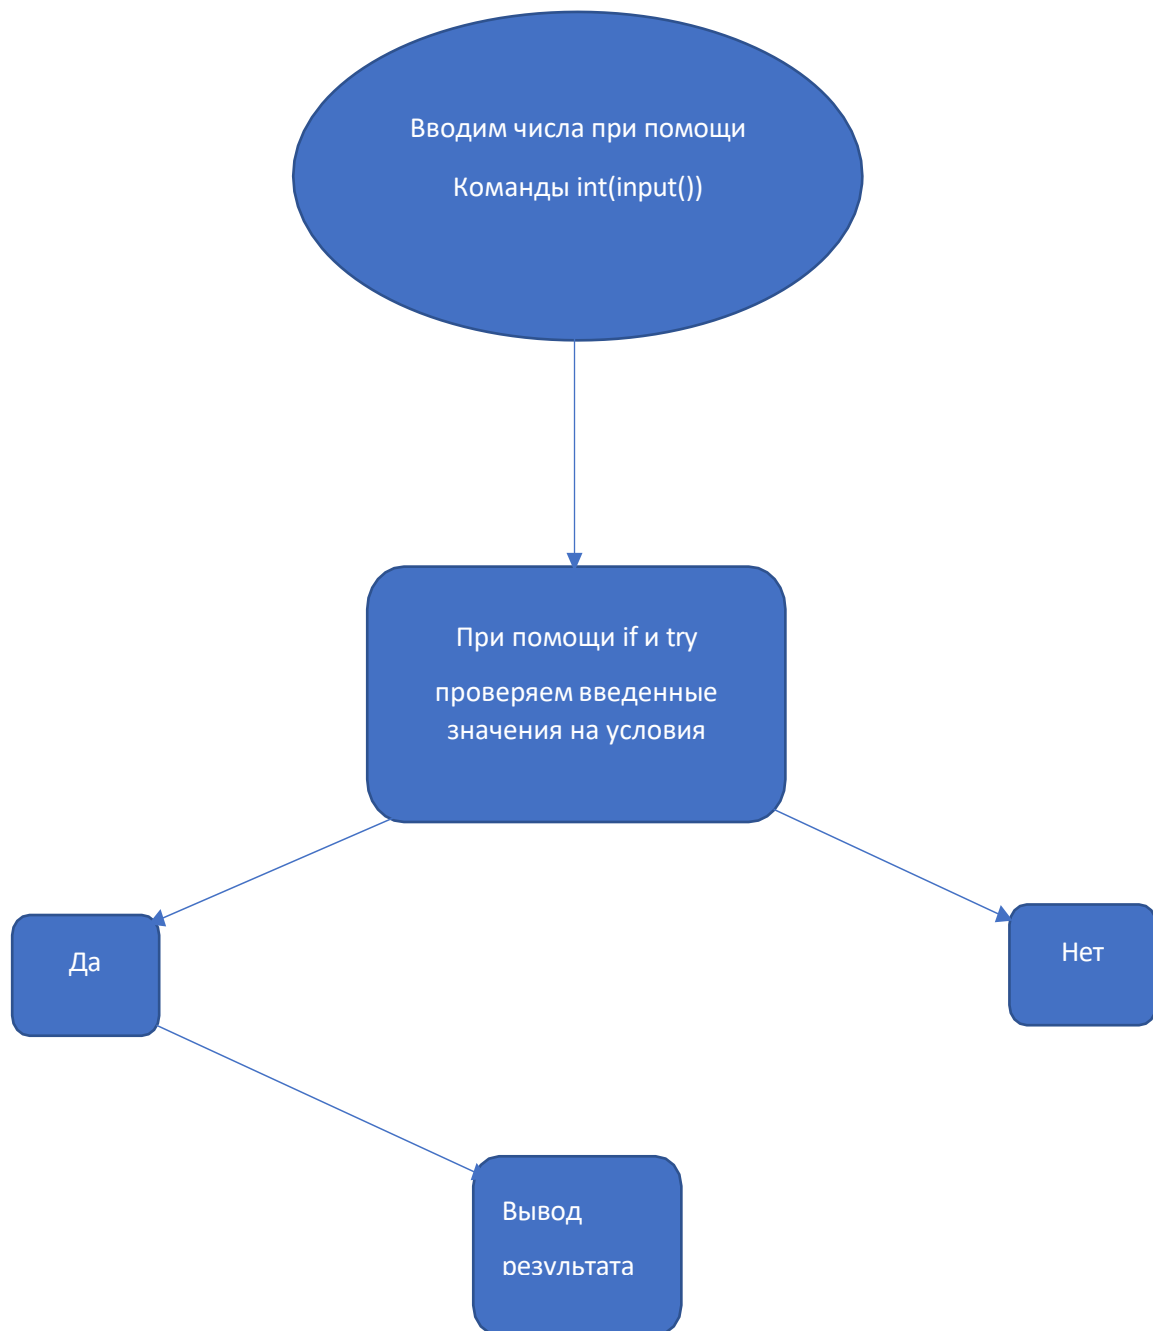 Вводим числа при помощи
Команды int(input())
При помощи if и try
проверяем введенные
значения на условия
Да
Нет
Вывод
результата